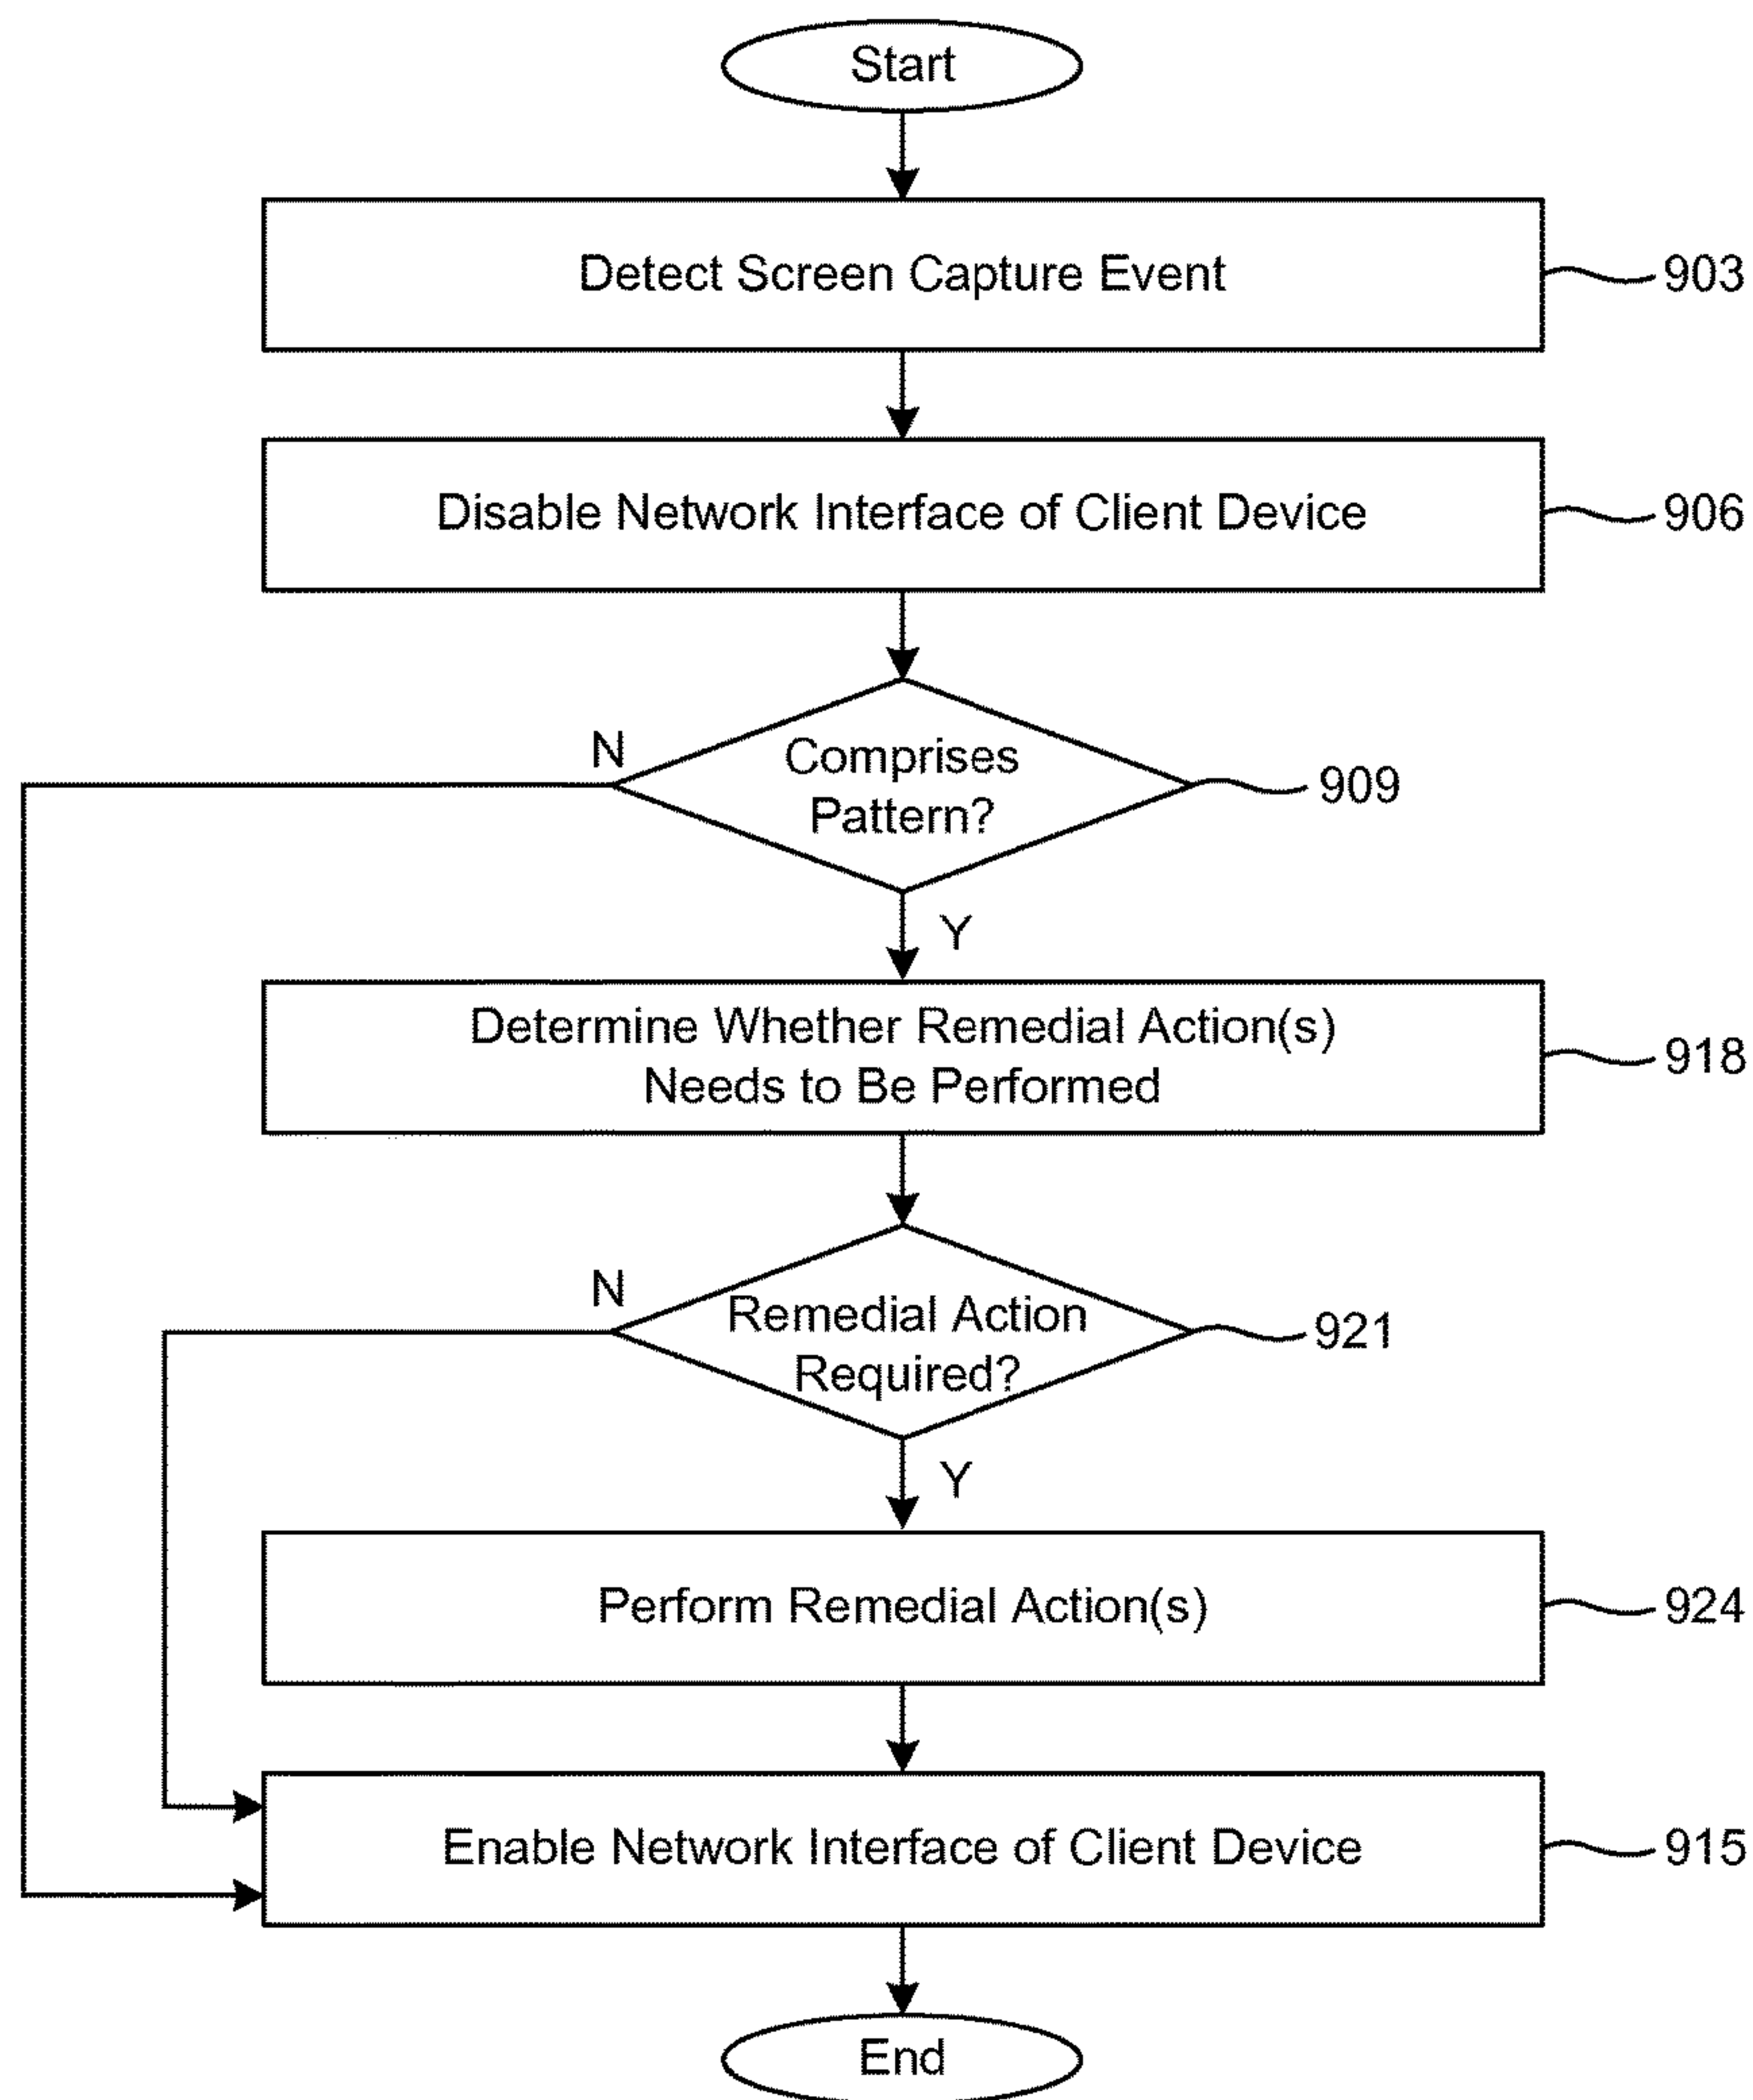 Start
Detect Screen Capture Event
903
Disable Network Interface of Client Device
906
N
Comprises
Pattern?
909
Y
Determine Whether Remedial Action(s)
Needs to Be Performed
918
N
Remedial Action
Required?
921
Y
Perform Remedial Action(s)
924
Enable Network Interface of Client Device
915
End